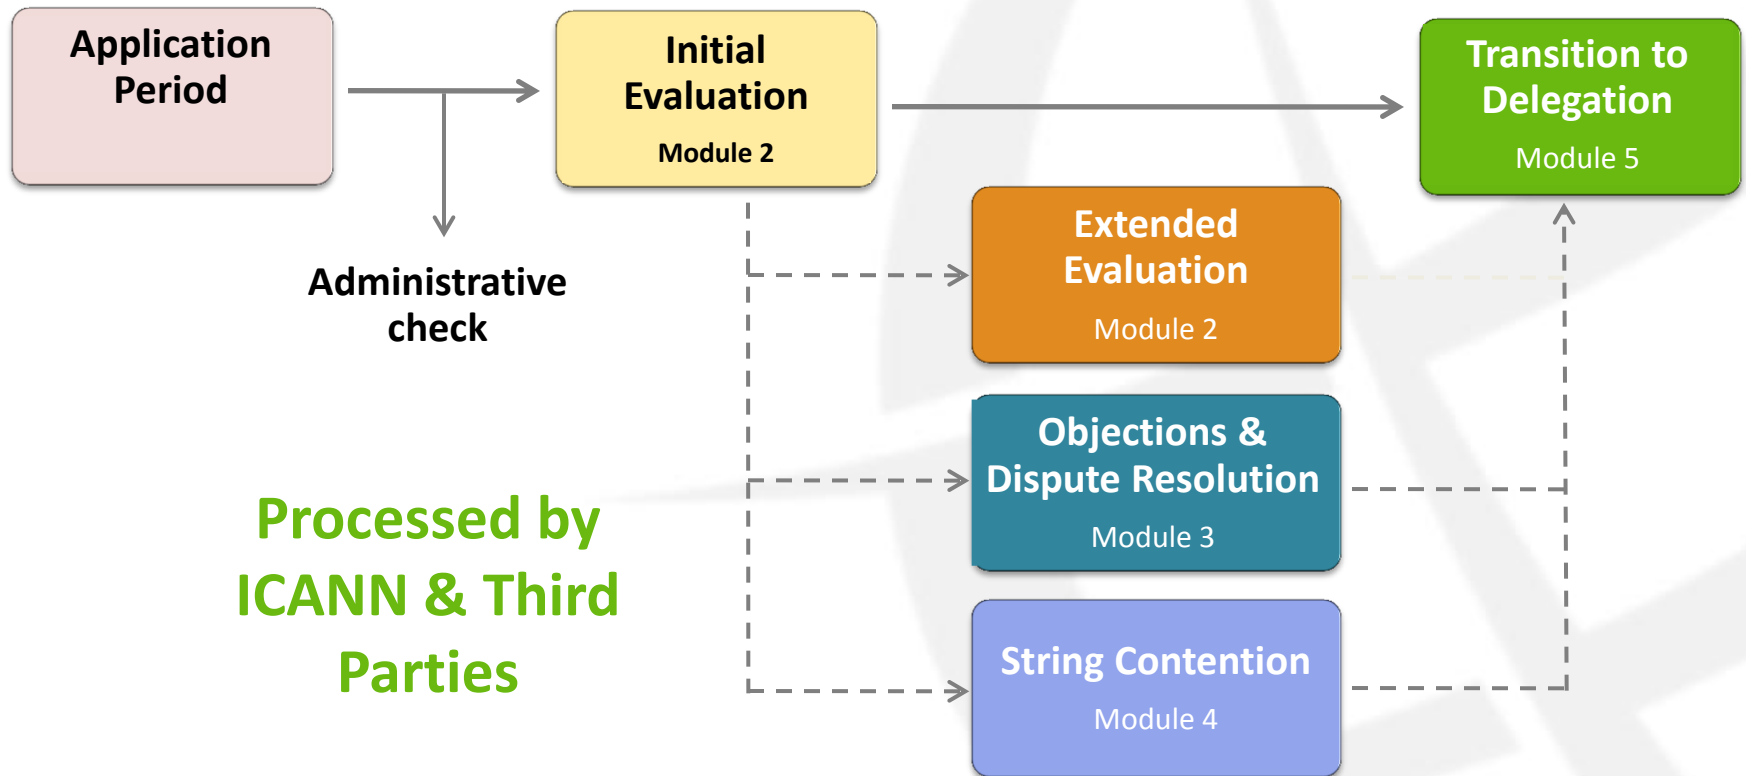 Application
Period
Initial
Evaluation
Module 2
Transition to
Delegation
Module 5
Administrative
check
Extended
Evaluation
Module 2
Objections &
Dispute Resolution
Module 3
String Contention
Module 4
Processed by
ICANN & Third
Parties